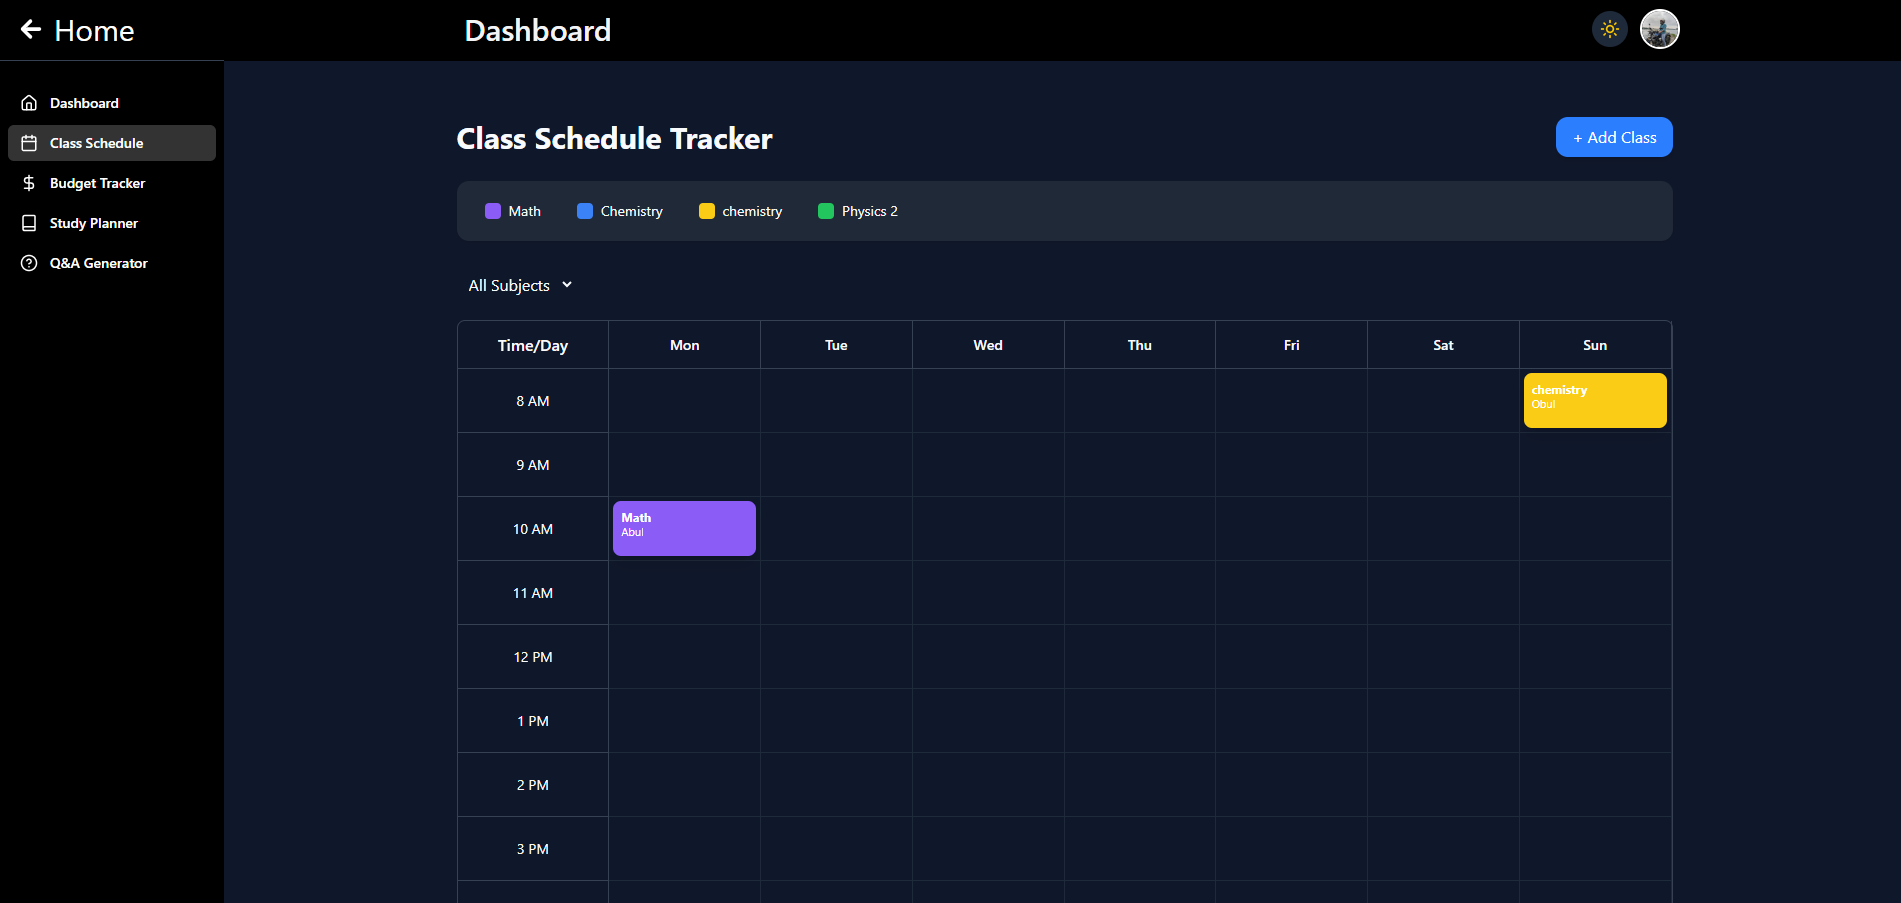 Home
Dashboard
Dashboard
Class Schedule
Budget Tracker
Study Planner
Q&A Generator
Class Schedule Tracker
+ Add Class
Math Chemistry chemistry Physics 2
All Subjects
Time/Day Mon Tue Wed Thu Fri Sat Sun
8 AM
chemistry
Obul
9 AM
10 AM
Math
Abul
11 AM
12 PM
1 PM
2 PM
3 PM